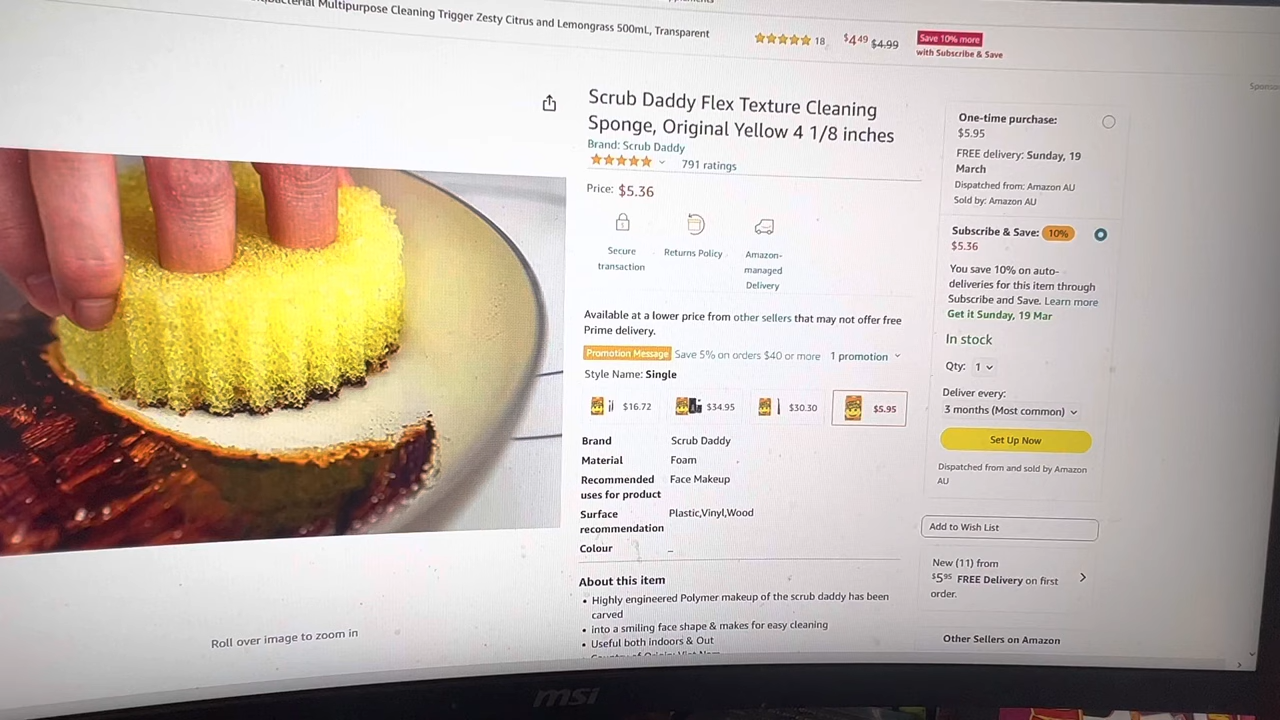 Multipurpose Cleaning Trigger Zesty Citrus and Lemongrass 500mL, Transparent
18
$4.49 $4.99
Save 10% more
with Subscribe & Save
Scrub Daddy Flex Texture Cleaning
Sponge, Original Yellow 4 1/8 inches
Brand: Scrub Daddy
791 ratings
Price: $5.36
Secure
transaction
Returns Policy
Amazon-
managed
Delivery
Available at a lower price from other sellers that may not offer free
Prime delivery.
Promotion Message Save 5% on orders $40 or more 1 promotion
Style Name: Single
$16.72
$34.95
$30.30
$5.95
Brand Scrub Daddy
Material Foam
Recommended Face Makeup
uses for product
Surface Plastic,Vinyl,Wood
recommendation
Colour –
About this item
• Highly engineered Polymer makeup of the scrub daddy has been
carved
• into a smiling face shape & makes for easy cleaning
• Useful both indoors & Out
Roll over image to zoom in
One-time purchase:
$5.95
FREE delivery: Sunday, 19
March
Dispatched from: Amazon AU
Sold by: Amazon AU
Subscribe & Save: 10%
$5.36
You save 10% on auto-
deliveries for this item through
Subscribe and Save. Learn more
Get it Sunday, 19 Mar
In stock
Qty: 1
Deliver every:
3 months (Most common)
Set Up Now
Dispatched from and sold by Amazon
AU
Add to Wish List
New (11) from
$5.95 FREE Delivery on first
order.
Other Sellers on Amazon
msi